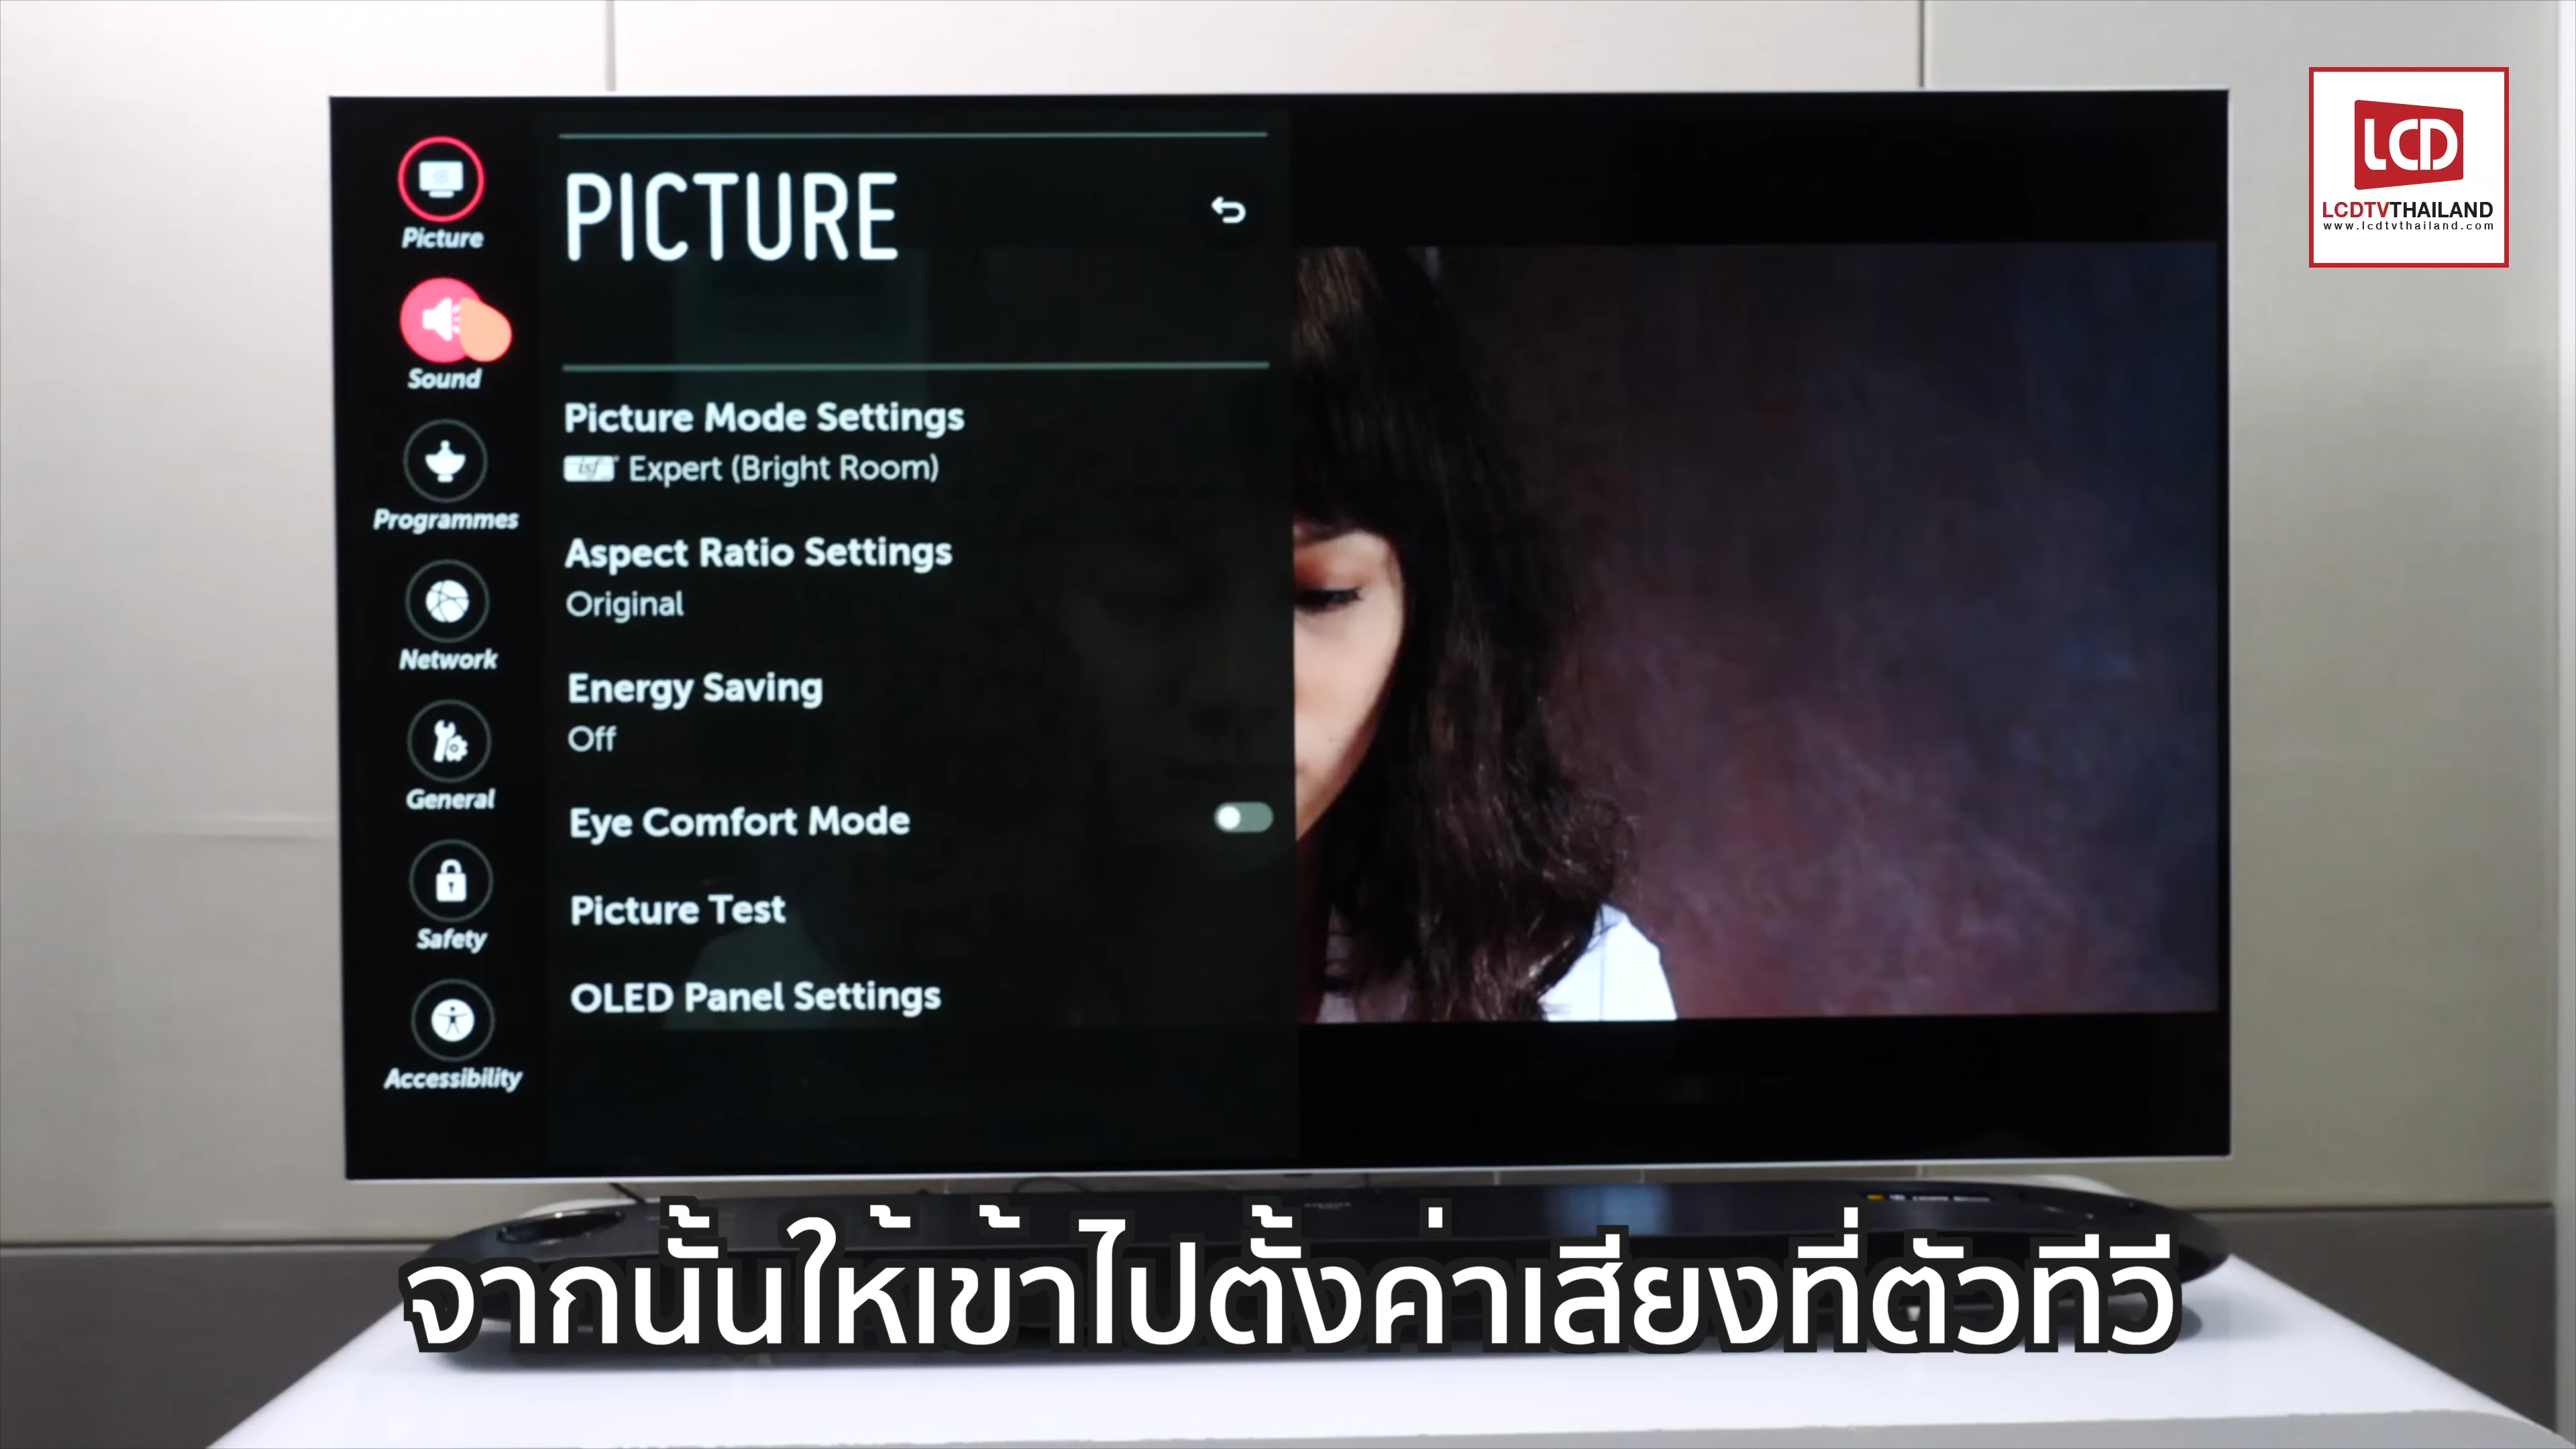 LCD
LCDTVTHAILAND
www.lcdtvthailand.com
PICTURE
Picture
Sound
Programmes
Network
General
Safety
Accessibility
Picture Mode Settings
isf Expert (Bright Room)
Aspect Ratio Settings
Original
Energy Saving
Off
Eye Comfort Mode
Picture Test
OLED Panel Settings
จากนั้นให้เข้าไปตั้งค่าเสียงที่ตัวทีวี